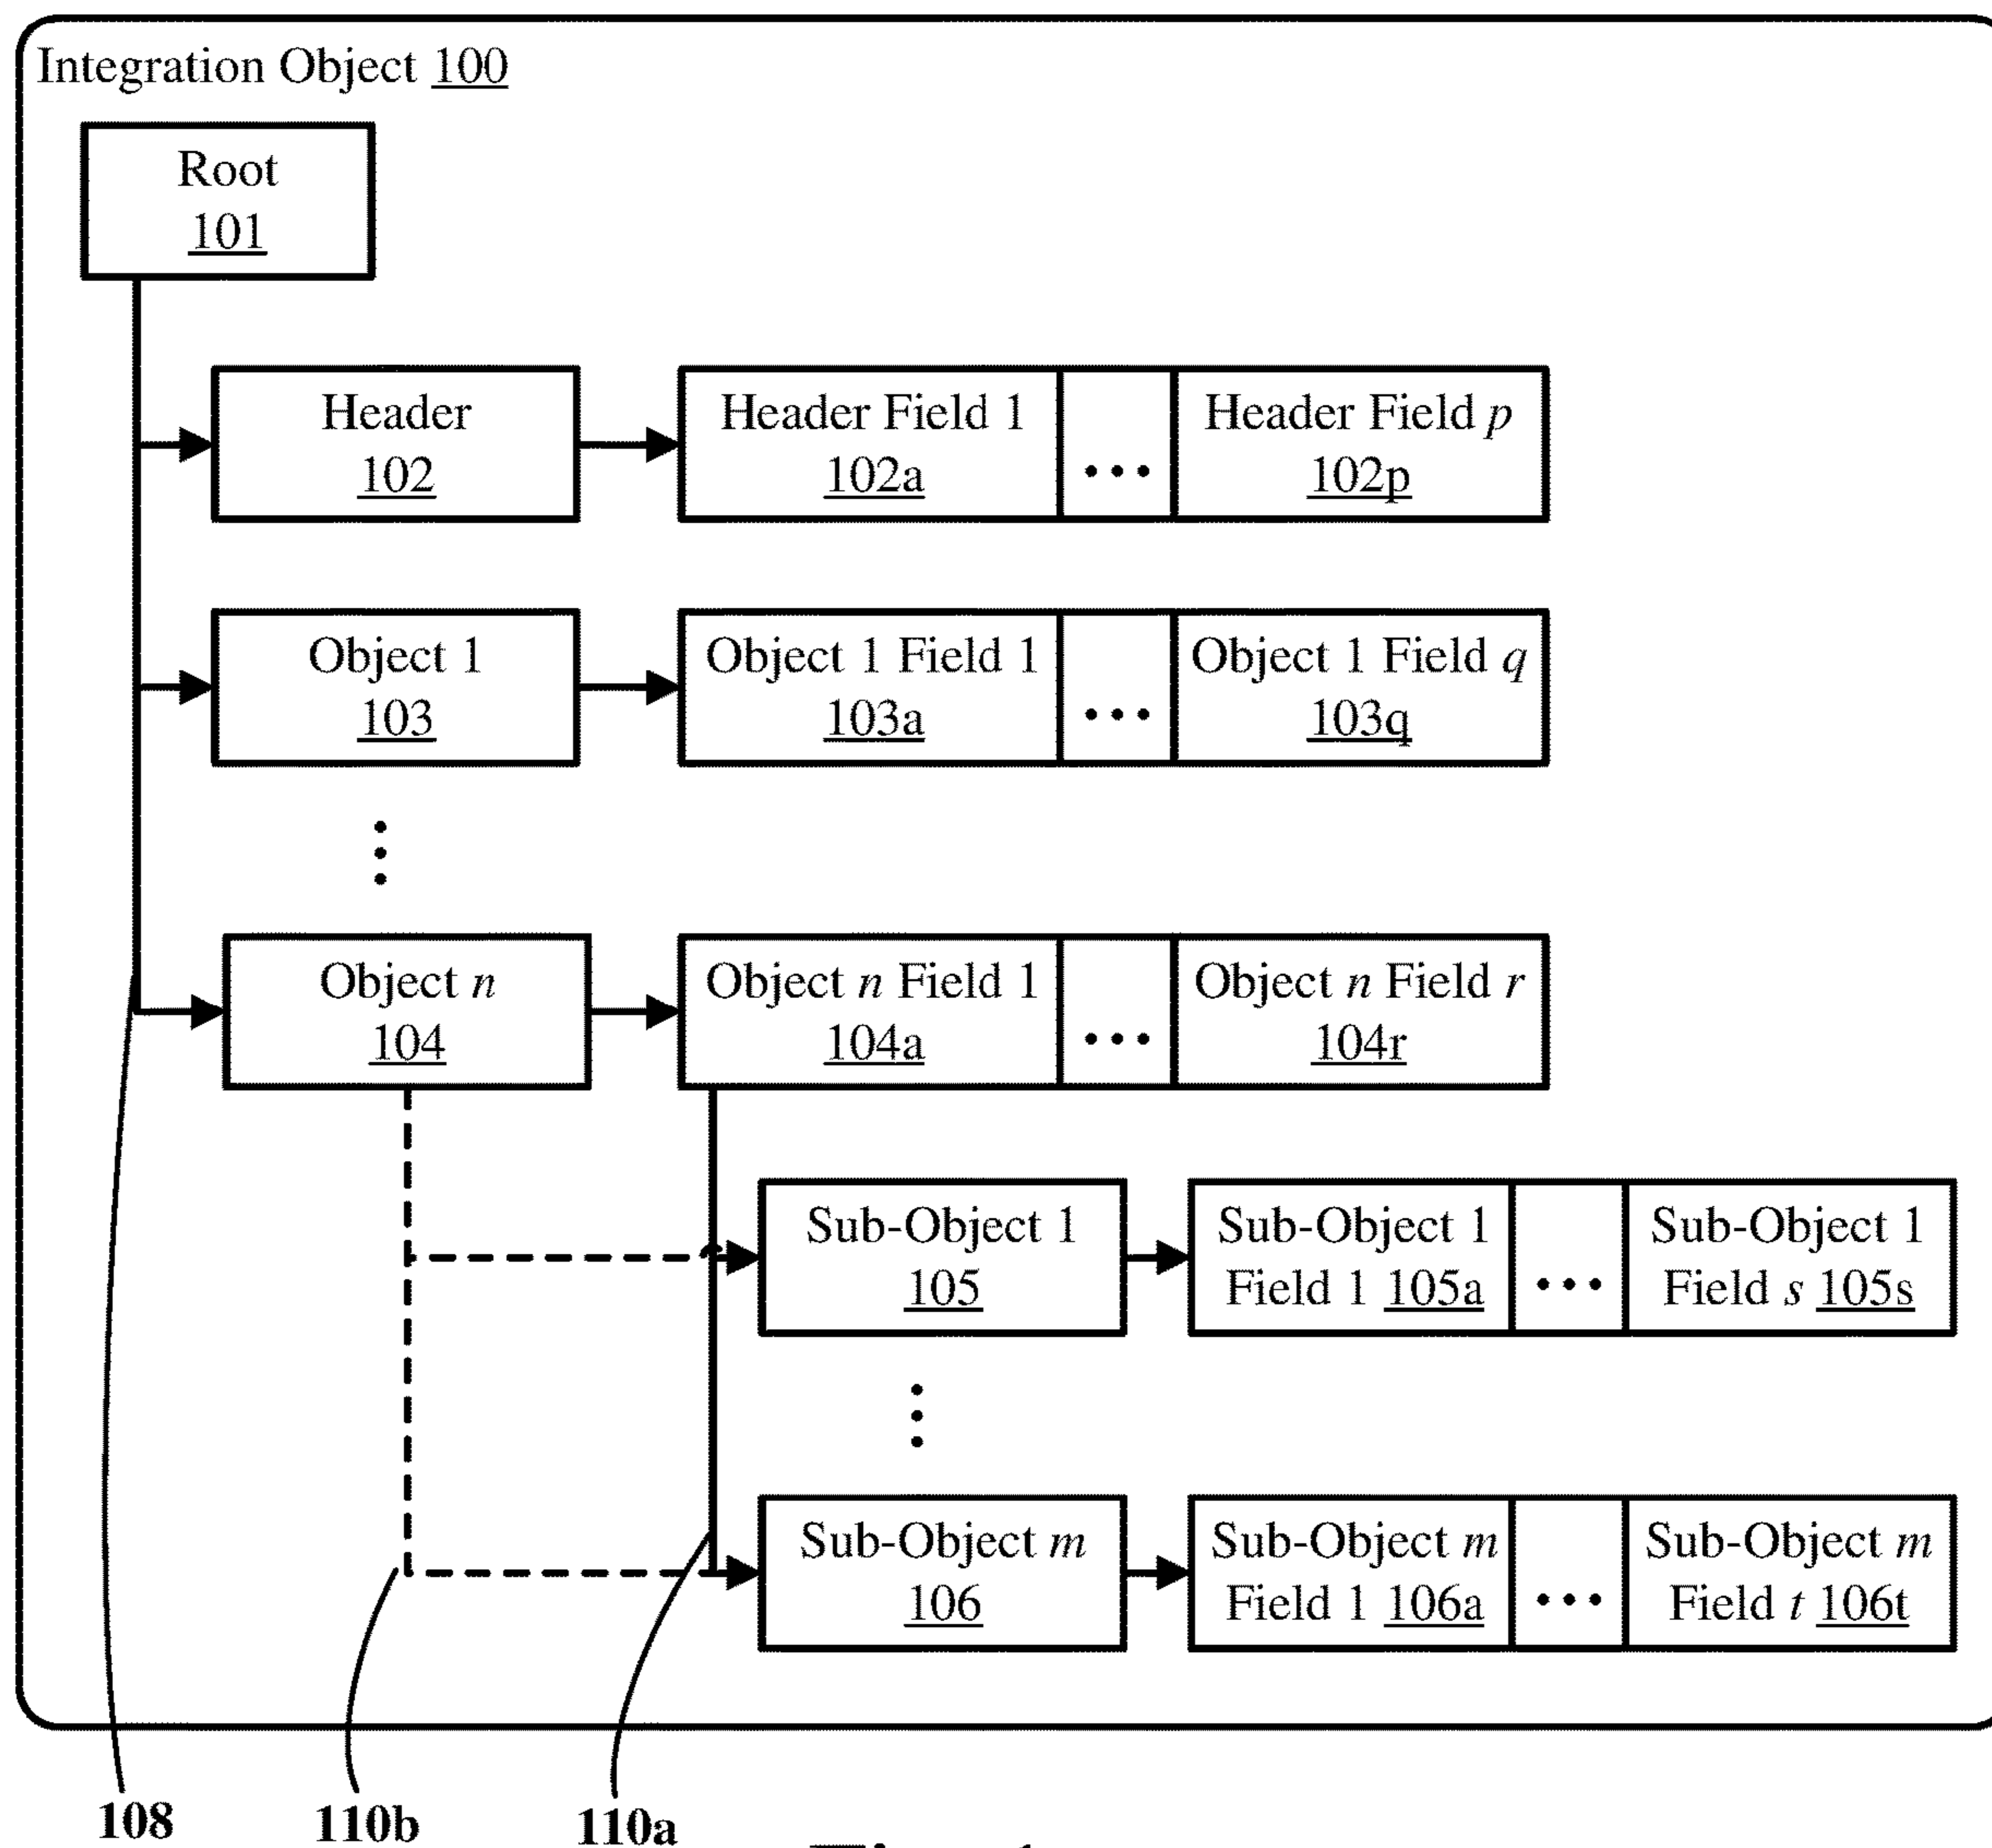 Integration Object 100
Root
101
Header
102
Header Field 1
102a
...
Header Field p
102p
Object 1
103
Object 1 Field 1
103a
...
Object 1 Field q
103q
Object n
104
Object n Field 1
104a
...
Object n Field r
104r
Sub-Object 1
105
Sub-Object 1
Field 1 105a
...
Sub-Object 1
Field s 105s
Sub-Object m
106
Sub-Object m
Field 1 106a
...
Sub-Object m
Field t 106t
108
110b
110a